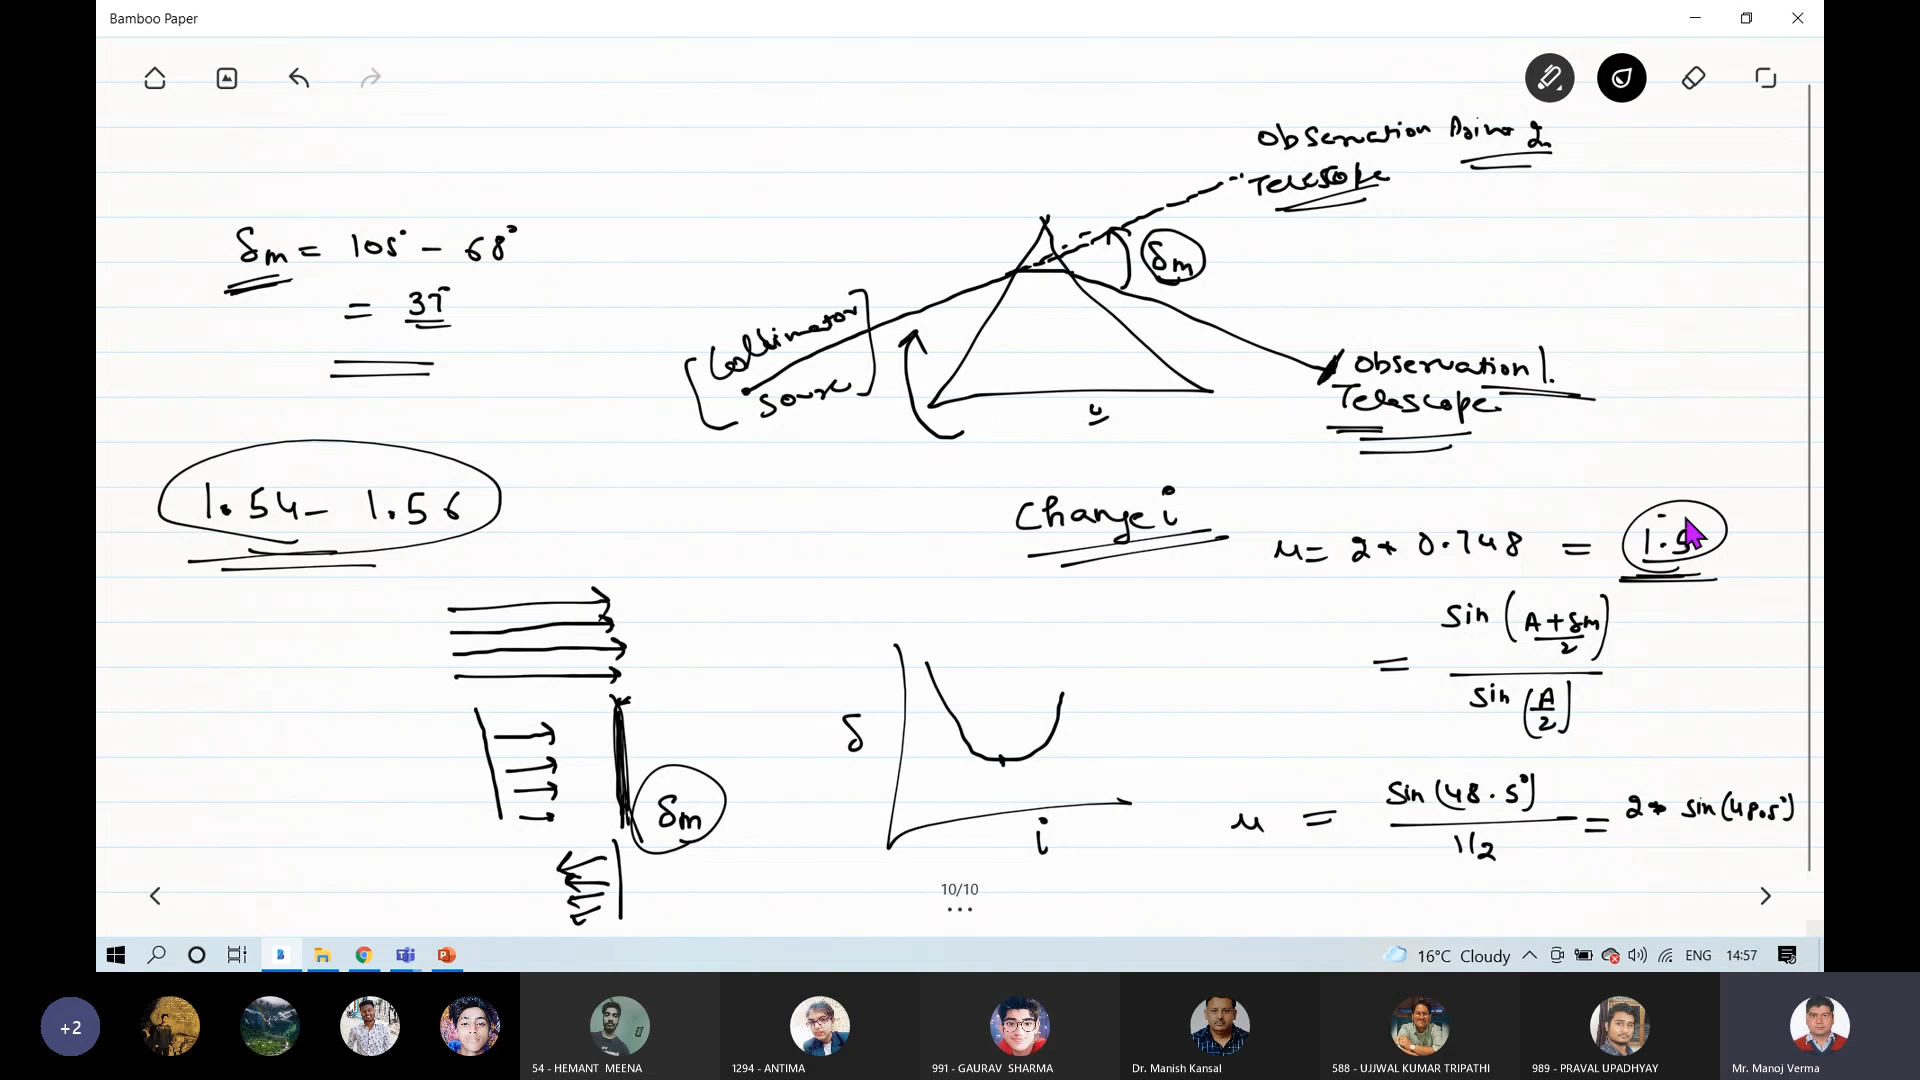 Bamboo Paper
Observation Point 2
Telescope
δm = 105° - 68°
= 37°
δm
Collimator
Source
Observation 1.
Telescope
1.54 - 1.56
Change i
μ = 2 * 0.748 = 1.5
= sin (A+δm/2) / sin (A/2)
δ
δm
i
μ = sin(48.5°) / 1/2 = 2 * sin(48.5°)
10/10
16°C Cloudy
ENG
14:57
+2
54 - HEMANT MEENA
1294 - ANTIMA
991 - GAURAV SHARMA
Dr. Manish Kansal
588 - UJJWAL KUMAR TRIPATHI
989 - PRAVAL UPADHYAY
Mr. Manoj Verma